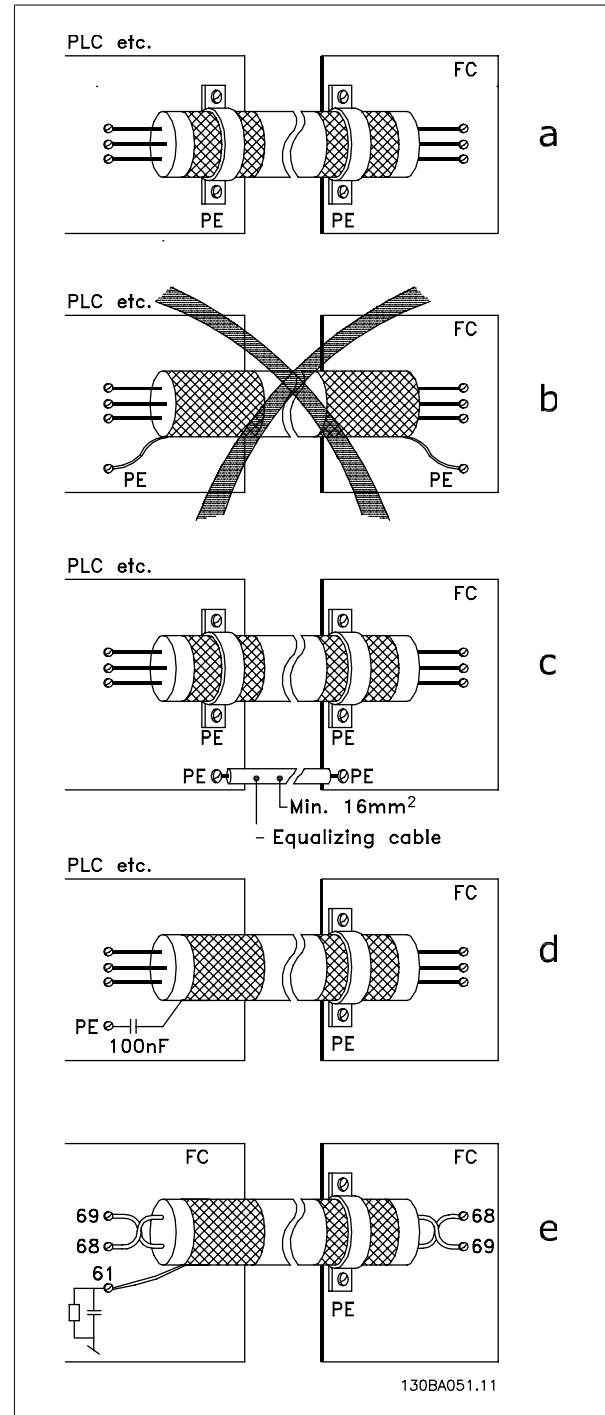 PLC etc.
FC
PE PE
a
PLC etc.
FC
PE PE
b
PLC etc.
FC
PE PE
PE PE
Min. 16mm²
Equalizing cable
c
PLC etc.
FC
PE
100nF
PE
d
FC FC
69 68
68 69
61
PE
e
130BA051.11